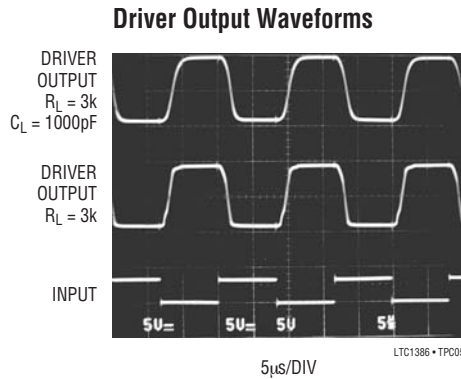 Driver Output Waveforms
DRIVER
OUTPUT
RL = 3k
CL = 1000pF
DRIVER
OUTPUT
RL = 3k
INPUT
5V= 5V= 5V
LTC1386 • TPC05
5µs/DIV